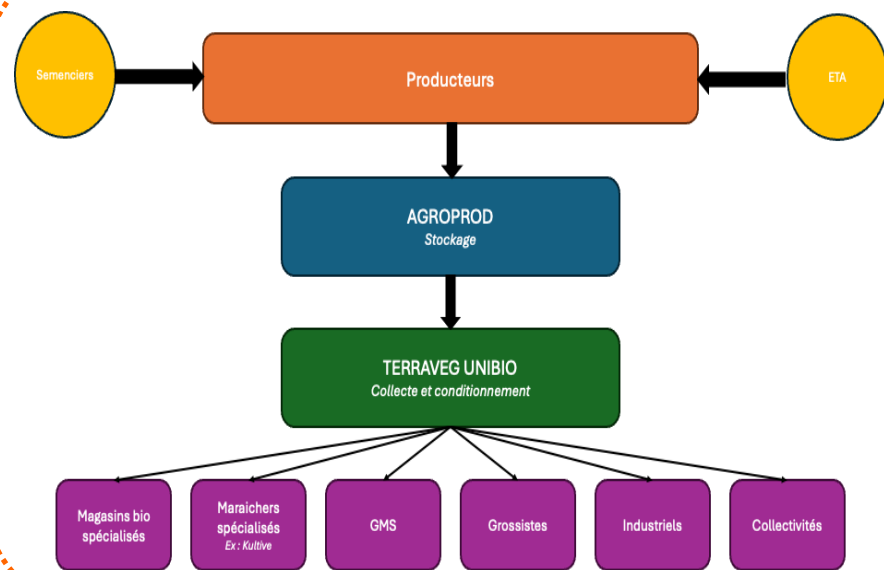 Semenciers
Producteurs
ETA
AGROPROD
Stockage
TERRAVEG UNIBIO
Collecte et conditionnement
Magasins bio
spécialisés
Maraichers
spécialisés
Ex : Kultive
GMS
Grossistes
Industriels
Collectivités